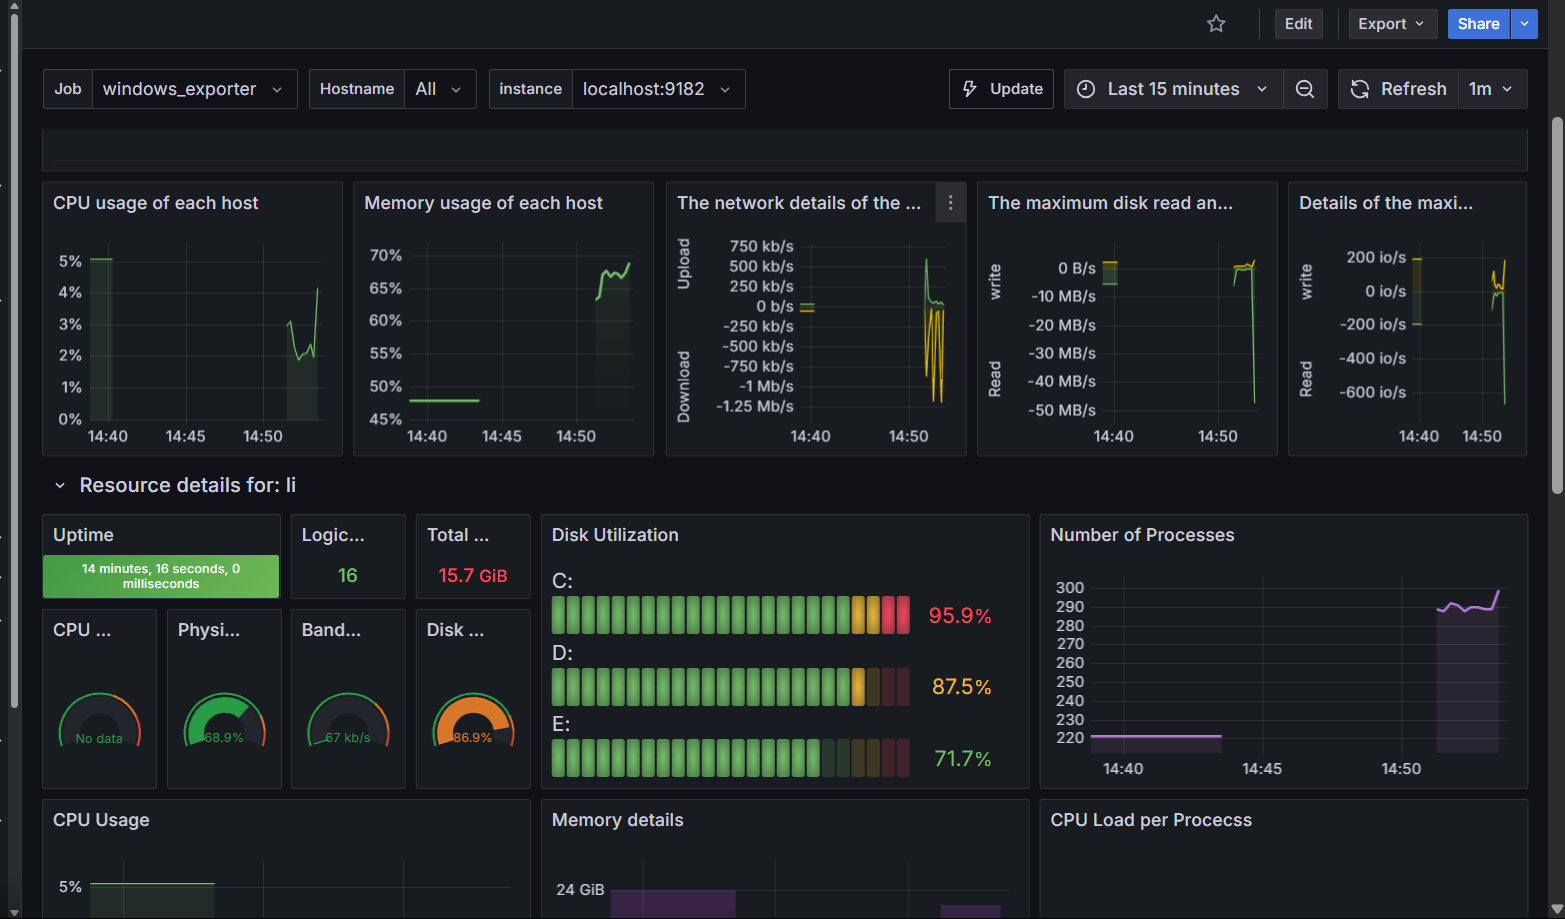 Edit
Export
Share
Job
windows_exporter
Hostname
All
instance
localhost:9182
Update
Last 15 minutes
Refresh
1m
CPU usage of each host
5%
4%
3%
2%
1%
0%
14:40
14:45
14:50
Memory usage of each host
70%
65%
60%
55%
50%
45%
14:40
14:45
14:50
The network details of the ...
Upload
Download
750 kb/s
500 kb/s
250 kb/s
0 b/s
-250 kb/s
-500 kb/s
-750 kb/s
-1 Mb/s
-1.25 Mb/s
14:40
14:50
The maximum disk read an...
write
Read
0 B/s
-10 MB/s
-20 MB/s
-30 MB/s
-40 MB/s
-50 MB/s
14:40
14:50
Details of the maxi...
write
Read
200 io/s
0 io/s
-200 io/s
-400 io/s
-600 io/s
14:40
14:50
Resource details for: li
Uptime
14 minutes, 16 seconds, 0
milliseconds
Logic...
16
Total ...
15.7 GiB
CPU ...
No data
Physi...
68.9%
Band...
67 kb/s
Disk ...
86.9%
Disk Utilization
C:
95.9%
D:
87.5%
E:
71.7%
Number of Processes
300
290
280
270
260
250
240
230
220
14:40
14:45
14:50
CPU Usage
5%
Memory details
24 GiB
CPU Load per Procecss